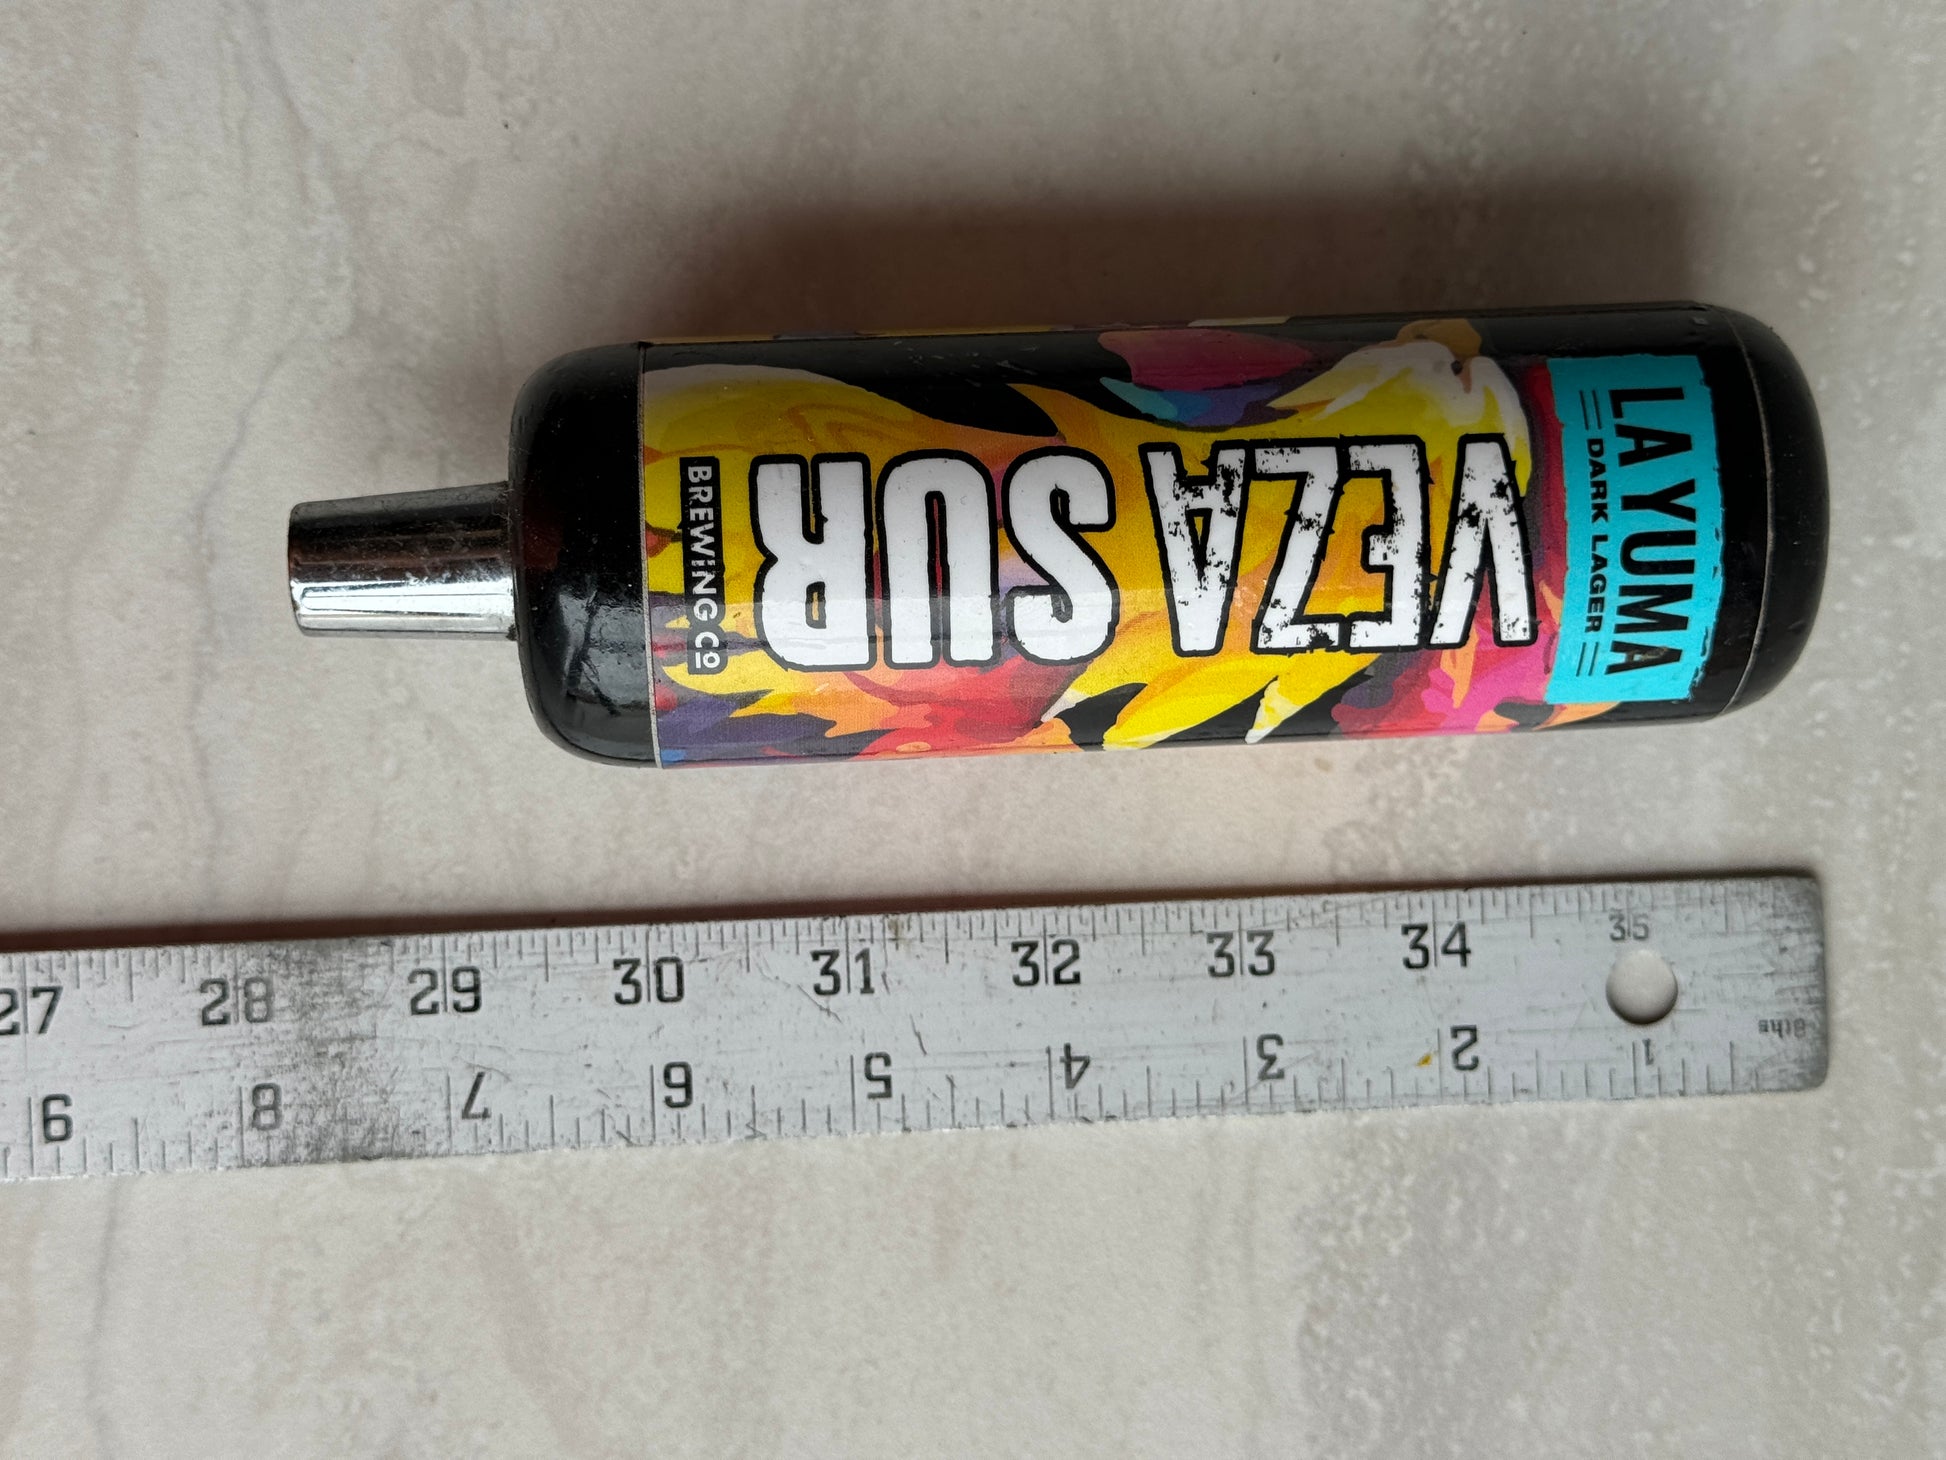 LA YUMA
DARK LAGER
VEZA SUR
BREWING Co
27 28 29 30 31 32 33 34 35
8ths
1 2 3 4 5 6 7 8 9